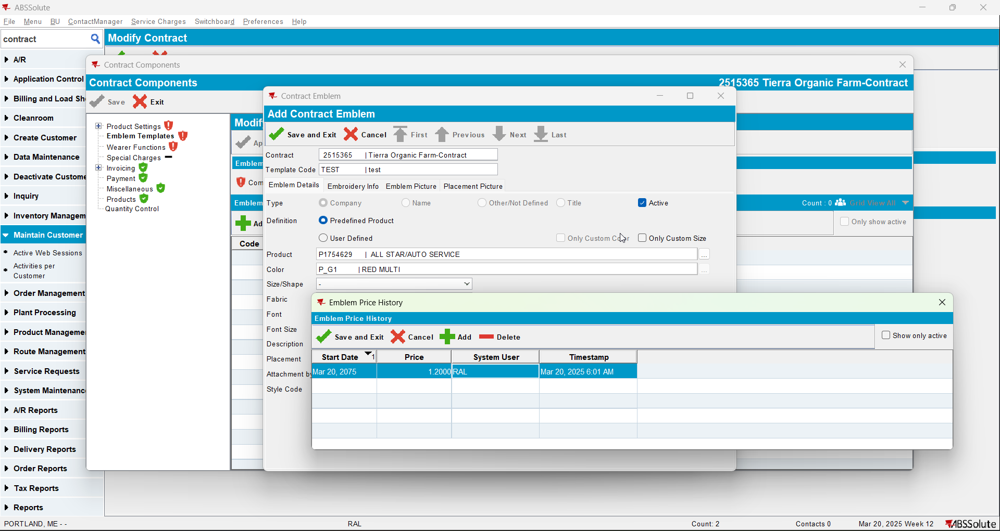 ABSSolute
File Menu BU ContactManager Service Charges Switchboard Preferences Help
contract
Modify Contract
A/R
Application Control
Billing and Load Sh
Cleanroom
Create Customer
Data Maintenance
Deactivate Custome
Inquiry
Inventory Managem
Maintain Customer
Active Web Sessions
Activities per
Customer
Order Management
Plant Processing
Product Manageme
Route Management
Service Requests
System Maintenanc
A/R Reports
Billing Reports
Delivery Reports
Order Reports
Tax Reports
Reports
Contract Components
Contract Components 2515365 Tierra Organic Farm-Contract
Save Exit
Product Settings
Emblem Templates
Wearer Functions
Special Charges
Invoicing
Payment
Miscellaneous
Products
Quantity Control
Modif
Ap
Emblem
Com
Emblem Count : 0 Grid View All
Ad Only show active
Code
Contract Emblem
Add Contract Emblem
Save and Exit Cancel First Previous Next Last
Contract 2515365 | Tierra Organic Farm-Contract
Template Code TEST | test
Emblem Details Embroidery Info Emblem Picture Placement Picture
Type Company Name Other/Not Defined Title Active
Definition Predefined Product
User Defined Only Custom Color Only Custom Size
Product P1754629 | ALL STAR/AUTO SERVICE ...
Color P_G1 | RED MULTI ...
Size/Shape -
Fabric
Font
Font Size
Description
Placement
Attachment by
Style Code
Emblem Price History
Emblem Price History
Save and Exit Cancel Add Delete Show only active
Start Date 1 Price System User Timestamp
Mar 20, 2075 1.2000 RAL Mar 20, 2025 6:01 AM
PORTLAND, ME - - RAL Count: 2 Contacts 0 Mar 20, 2025 Week 12 ABSSolute